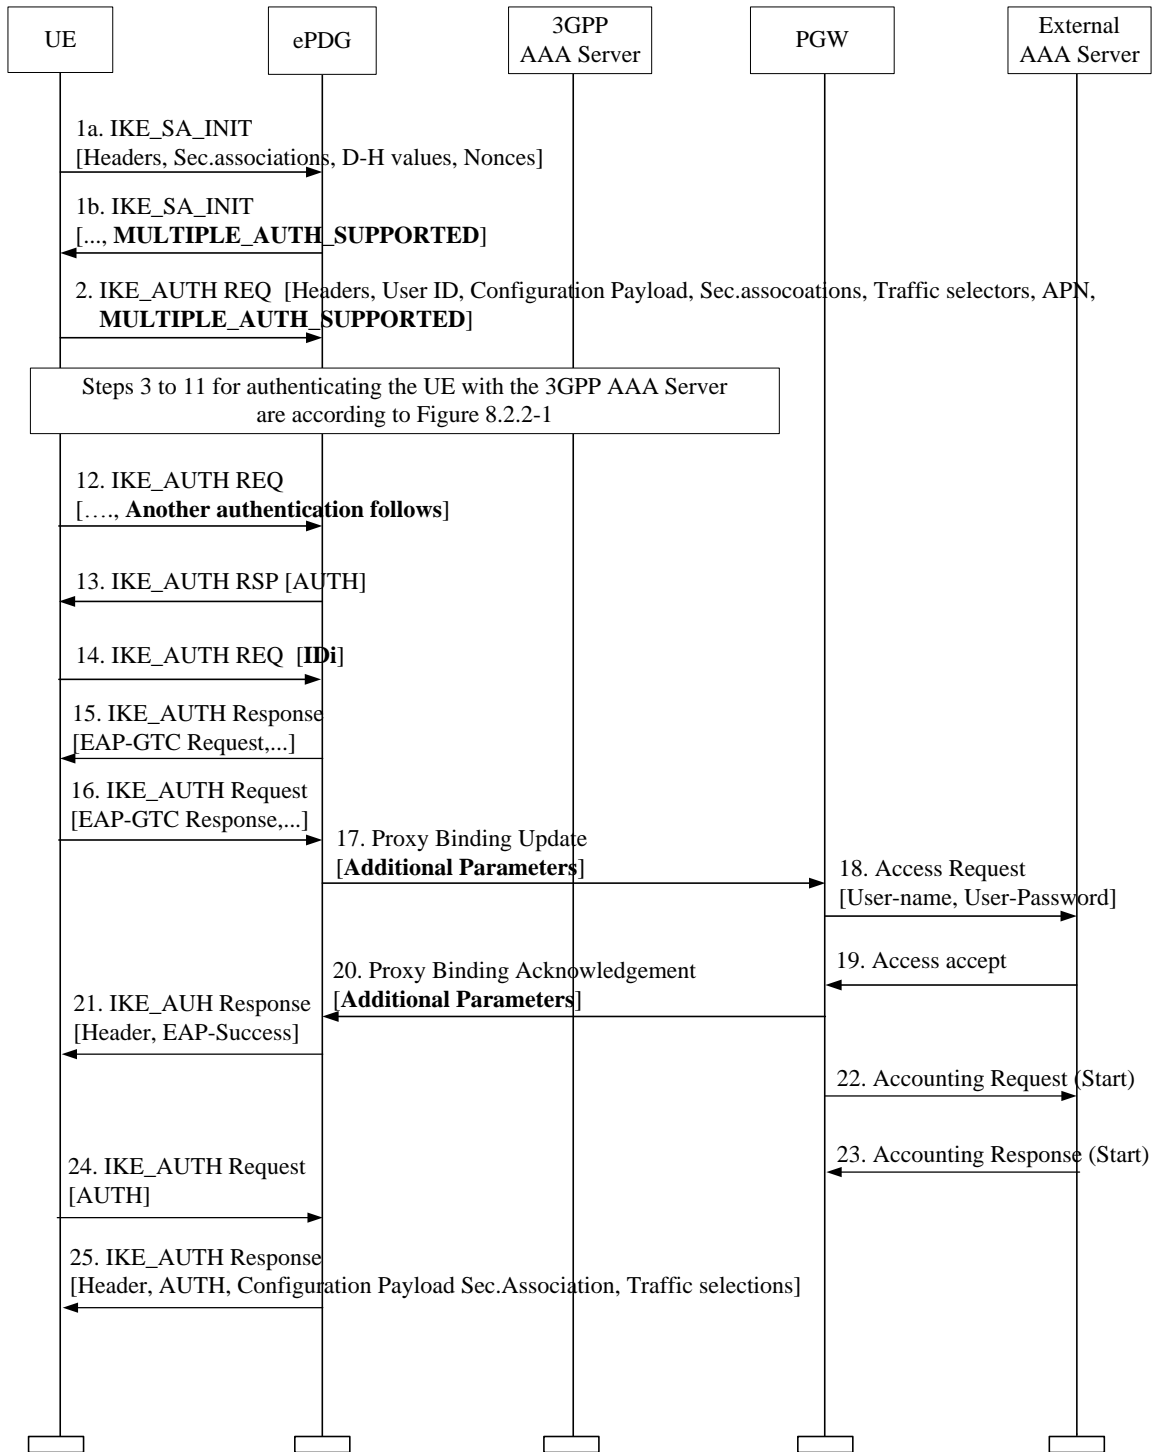 UE
ePDG
3GPP
AAA Server
PGW
External
AAA Server
1a. IKE_SA_INIT
[Headers, Sec.associations, D-H values, Nonces]
1b. IKE_SA_INIT
[..., MULTIPLE_AUTH_SUPPORTED]
2. IKE_AUTH REQ [Headers, User ID, Configuration Payload, Sec.assocoations, Traffic selectors, APN,
MULTIPLE_AUTH_SUPPORTED]
Steps 3 to 11 for authenticating the UE with the 3GPP AAA Server
are according to Figure 8.2.2-1
12. IKE_AUTH REQ
[…., Another authentication follows]
13. IKE_AUTH RSP [AUTH]
14. IKE_AUTH REQ [IDi]
15. IKE_AUTH Response
[EAP-GTC Request,...]
16. IKE_AUTH Request
[EAP-GTC Response,...]
17. Proxy Binding Update
[Additional Parameters]
18. Access Request
[User-name, User-Password]
19. Access accept
20. Proxy Binding Acknowledgement
[Additional Parameters]
21. IKE_AUH Response
[Header, EAP-Success]
22. Accounting Request (Start)
23. Accounting Response (Start)
24. IKE_AUTH Request
[AUTH]
25. IKE_AUTH Response
[Header, AUTH, Configuration Payload Sec.Association, Traffic selections]